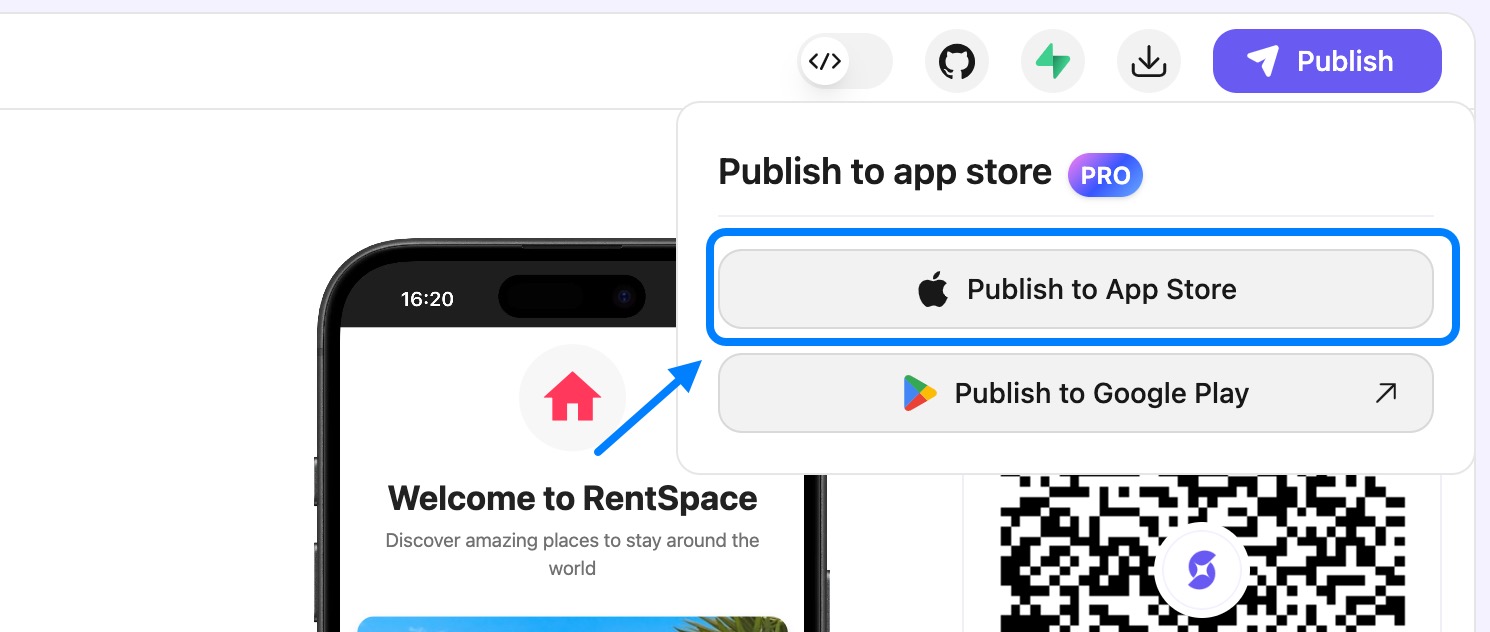 </>
Publish
Publish to app store PRO
Publish to App Store
Publish to Google Play
16:20
Welcome to RentSpace
Discover amazing places to stay around the
world